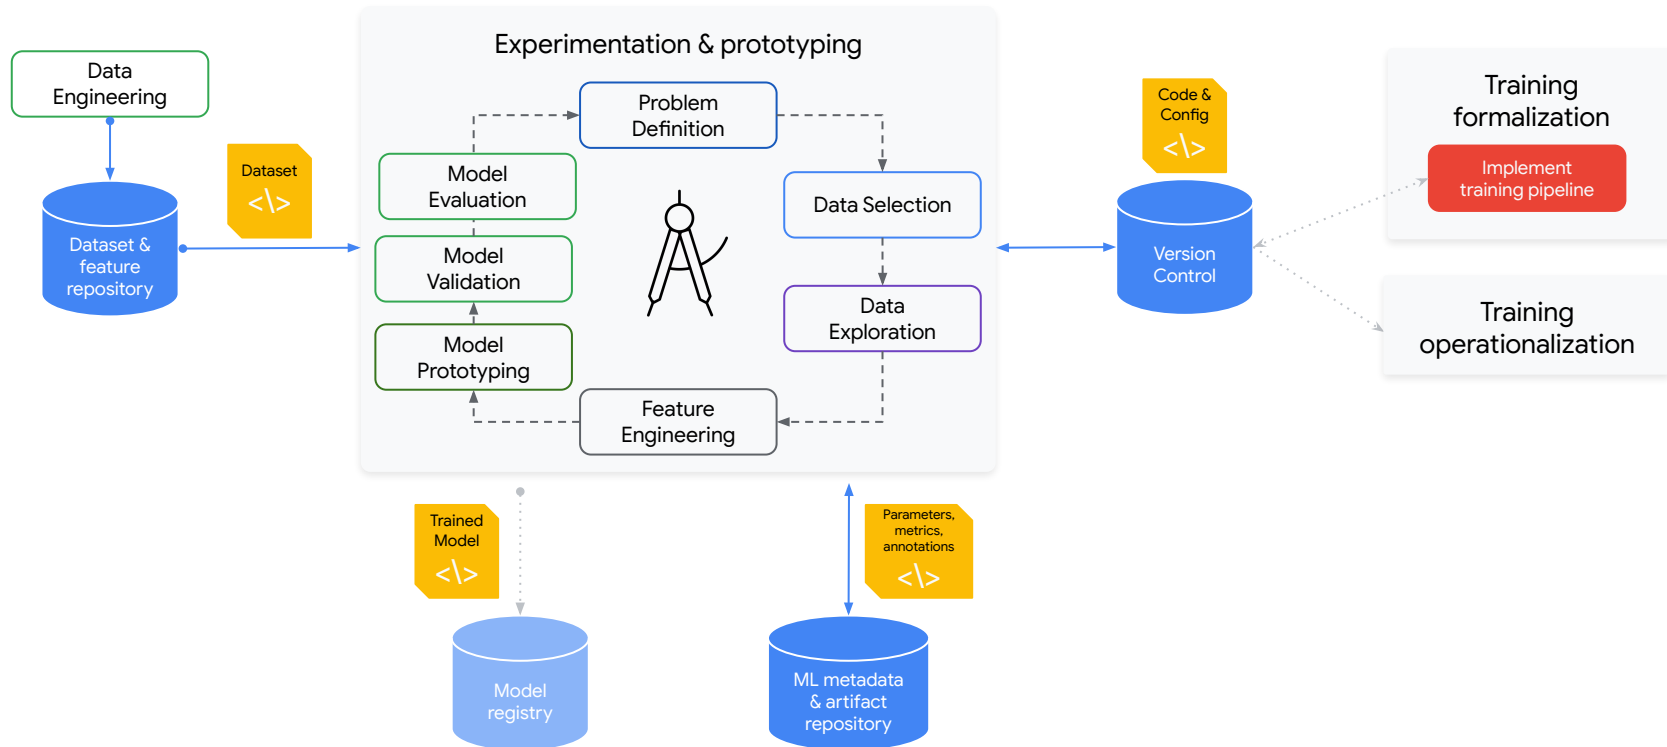 Experimentation & prototyping
Data
Engineering
Dataset
</>
Dataset &
feature
repository
Problem
Definition
Data Selection
Data
Exploration
Feature
Engineering
Model
Prototyping
Model
Validation
Model
Evaluation
Code &
Config
</>
Version
Control
Training
formalization
Implement
training pipeline
Training
operationalization
Trained
Model
</>
Model
registry
Parameters,
metrics,
annotations
</>
ML metadata
& artifact
repository